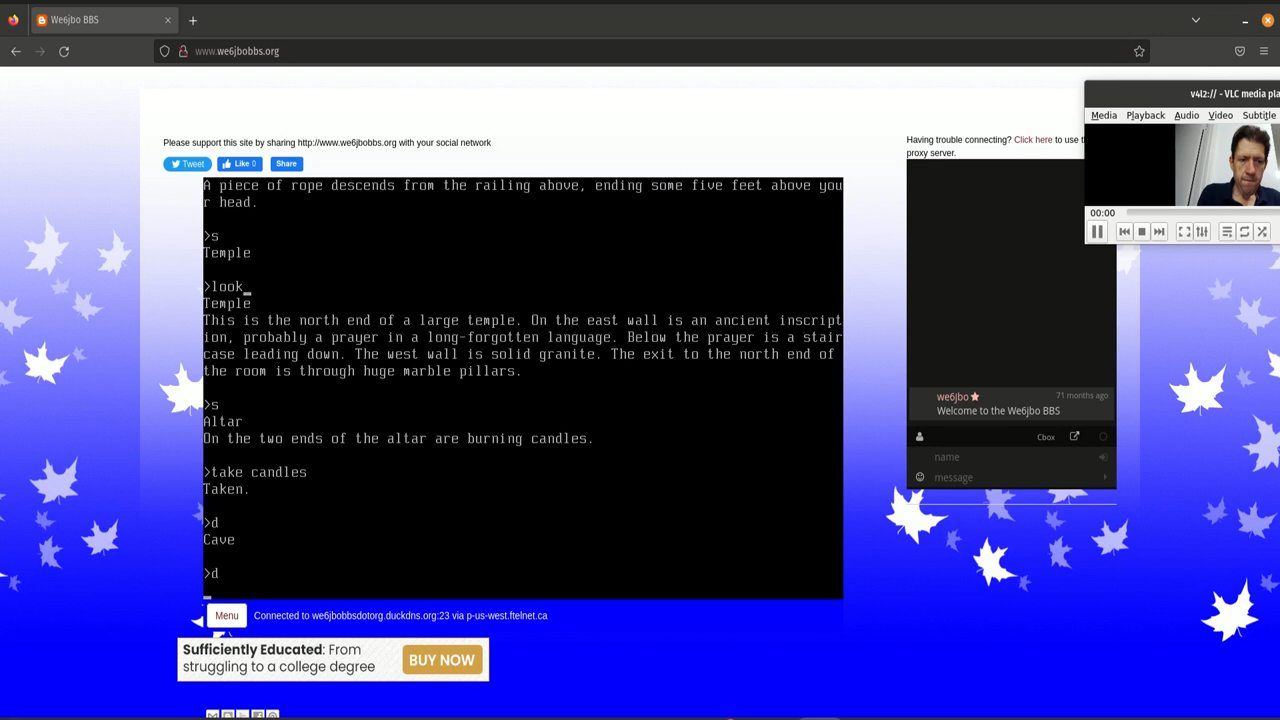 We6jbo BBS
www.we6jbobbs.org
v4l2:// - VLC media pla
Media Playback Audio Video Subtitle
00:00
Please support this site by sharing http://www.we6jbobbs.org with your social network
Tweet
Like 0
Share
Having trouble connecting? Click here to use t
proxy server.
A piece of rope descends from the railing above, ending some five feet above you
r head.
>s
Temple
>look_
Temple
This is the north end of a large temple. On the east wall is an ancient inscript
ion, probably a prayer in a long-forgotten language. Below the prayer is a stair
case leading down. The west wall is solid granite. The exit to the north end of
the room is through huge marble pillars.
>s
Altar
On the two ends of the altar are burning candles.
>take candles
Taken.
>d
Cave
>d
we6jbo 71 months ago
Welcome to the We6jbo BBS
Cbox
name
message
Menu
Connected to we6jbobbsdotorg.duckdns.org:23 via p-us-west.ftelnet.ca
Sufficiently Educated: From
struggling to a college degree
BUY NOW